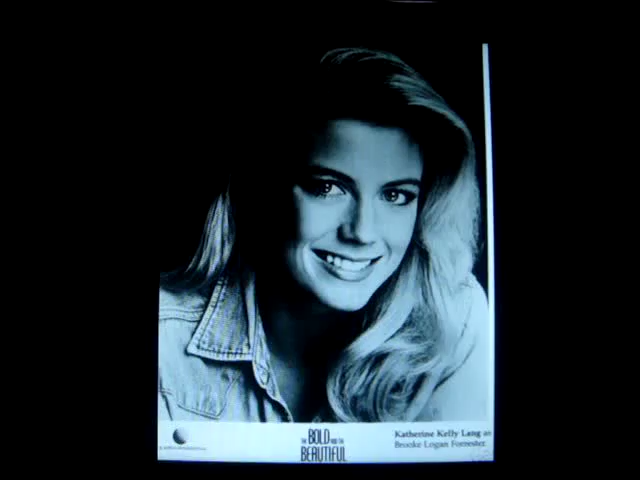 THE BOLD AND THE
BEAUTIFUL
Katherine Kelly Lang as
Brooke Logan Forrester